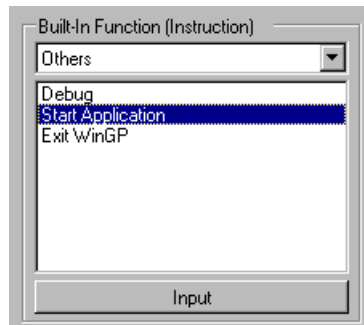 Built-In Function (Instruction)
Others
Debug
Start Application
Exit WinGP
Input